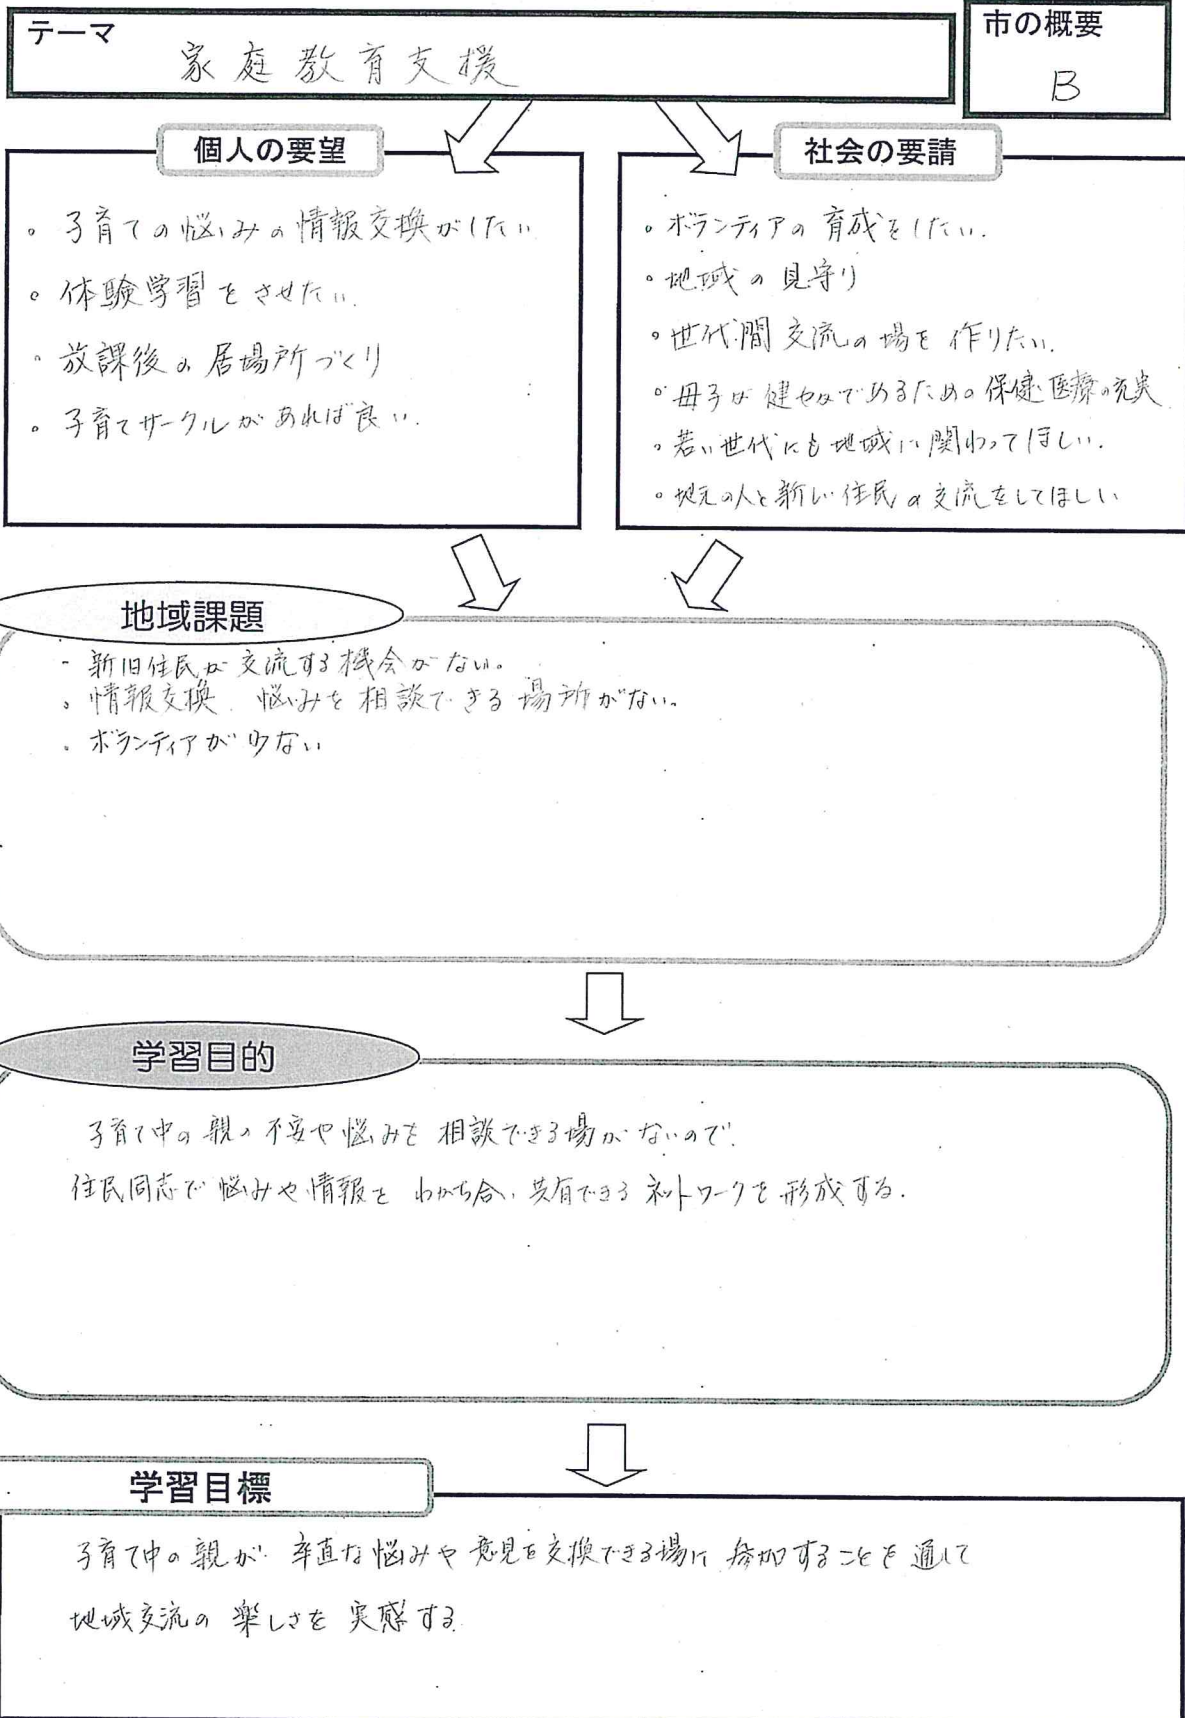 テーマ
家庭教育支援
市の概要
B
個人の要望
。子育ての悩みの情報交換がしたい
。体験学習をさせたい.
・放課後の居場所づくり
。子育てサークルがあれば良い.
社会の要請
。ボランティアの育成をしたい.
。地域の見守り
。世代間交流の場を作りたい.
。母子が健やかであるための保健・医療の充実
。若い世代にも地域に関わってほしい.
。地元の人と新しい住民の交流をしてほしい
地域課題
- 新旧住民が交流する機会がない。
。情報交換、悩みを相談できる場所がない。
。ボランティアが少ない
学習目的
子育て中の親の不安や悩みを相談できる場がないので.
住民同志で悩みや情報をわかち合い共有できるネットワークを形成する.
学習目標
子育て中の親が率直な悩みや意見を交換できる場に参加することを通して
地域交流の楽しさを実感する.